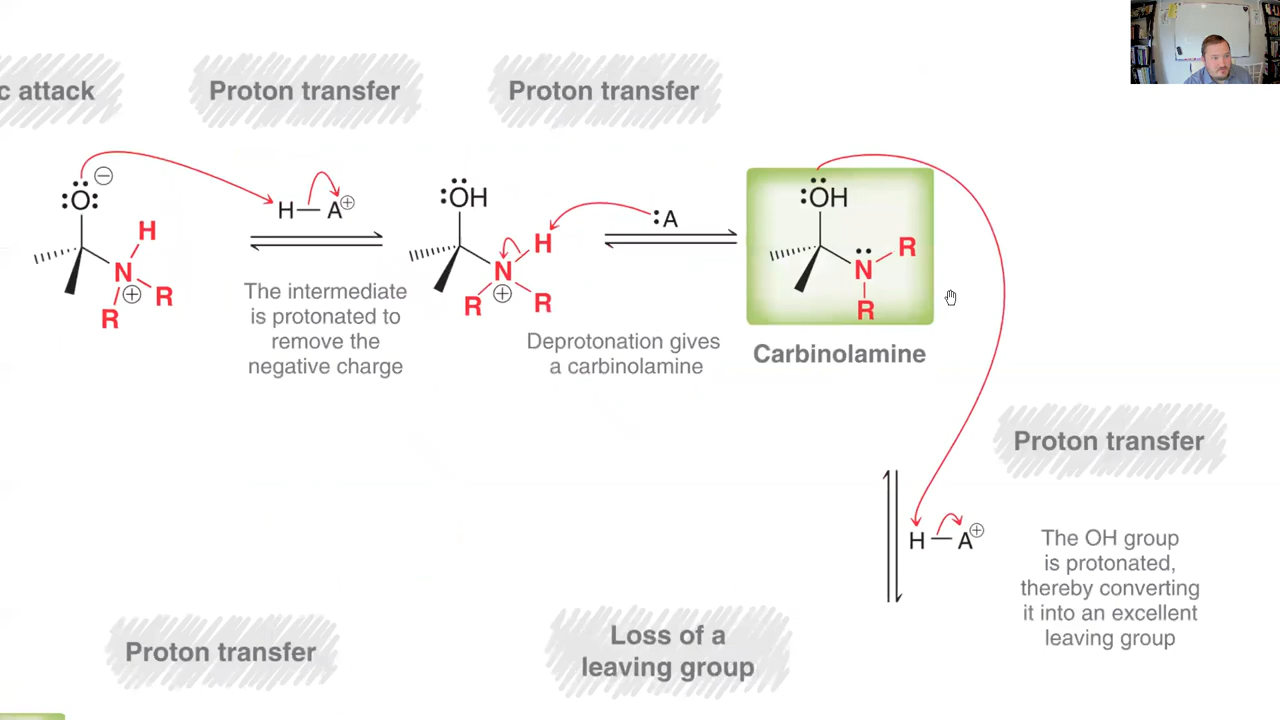 c attack
Proton transfer
Proton transfer
:O:
⊖
H
N
⊕
R
R
H—A⊕
The intermediate
is protonated to
remove the
negative charge
:OH
H
N
⊕
R
R
:A
Deprotonation gives
a carbinolamine
:OH
N
R
R
Carbinolamine
Proton transfer
H—A⊕
The OH group
is protonated,
thereby converting
it into an excellent
leaving group
Proton transfer
Loss of a
leaving group